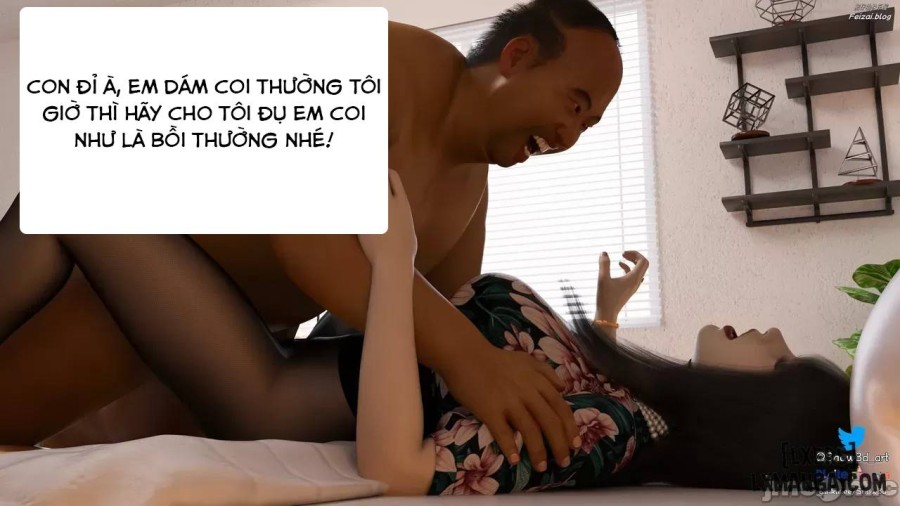 Feizai.blog
CON ĐĨ À, EM DÁM COI THƯỜNG TÔI
GIỜ THÌ HÃY CHO TÔI ĐỤ EM COI
NHƯ LÀ BỒI THƯỜNG NHÉ!